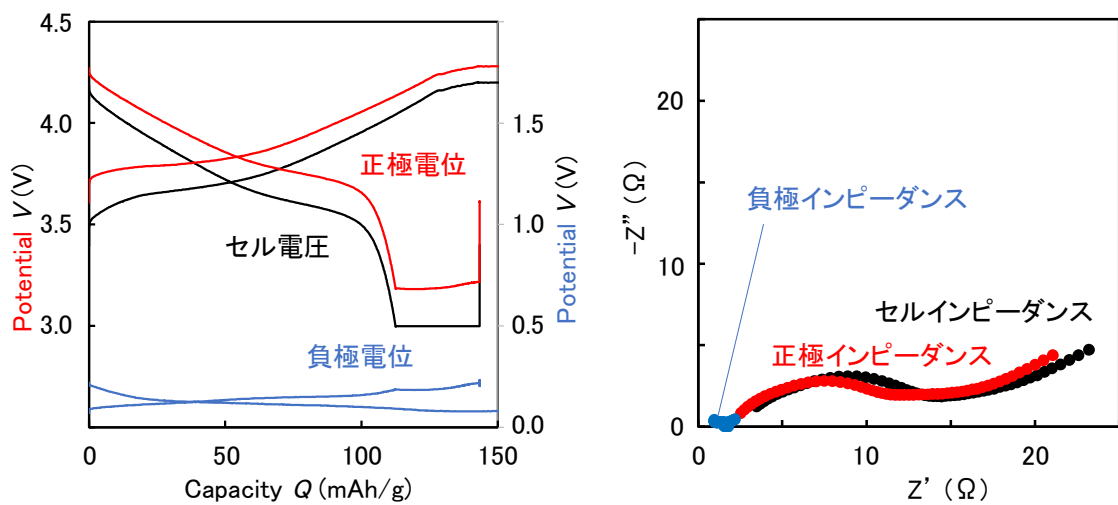 4.5
4.0
3.5
3.0
Potential V (V)
1.5
1.0
0.5
0.0
Potential V (V)
正極電位
セル電圧
負極電位
0
50
100
150
Capacity Q (mAh/g)
20
10
0
-Z" (Ω)
負極インピーダンス
セルインピーダンス
正極インピーダンス
0
10
20
Z' (Ω)